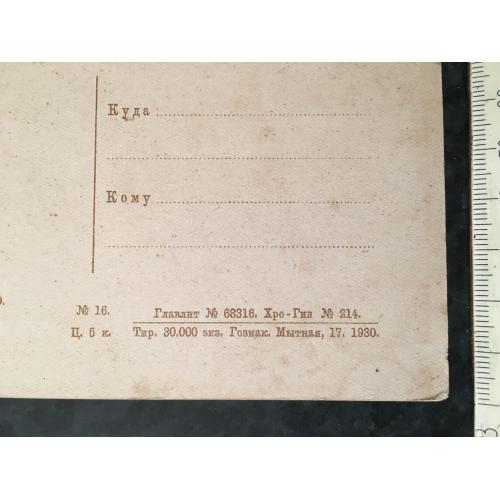 Куда
Кому
№ 16. Главлит № 68316. Хро-Гиз № 214.
Ц. 5 к. Тир. 30.000 экз. Гознак. Мытная, 17. 1930.